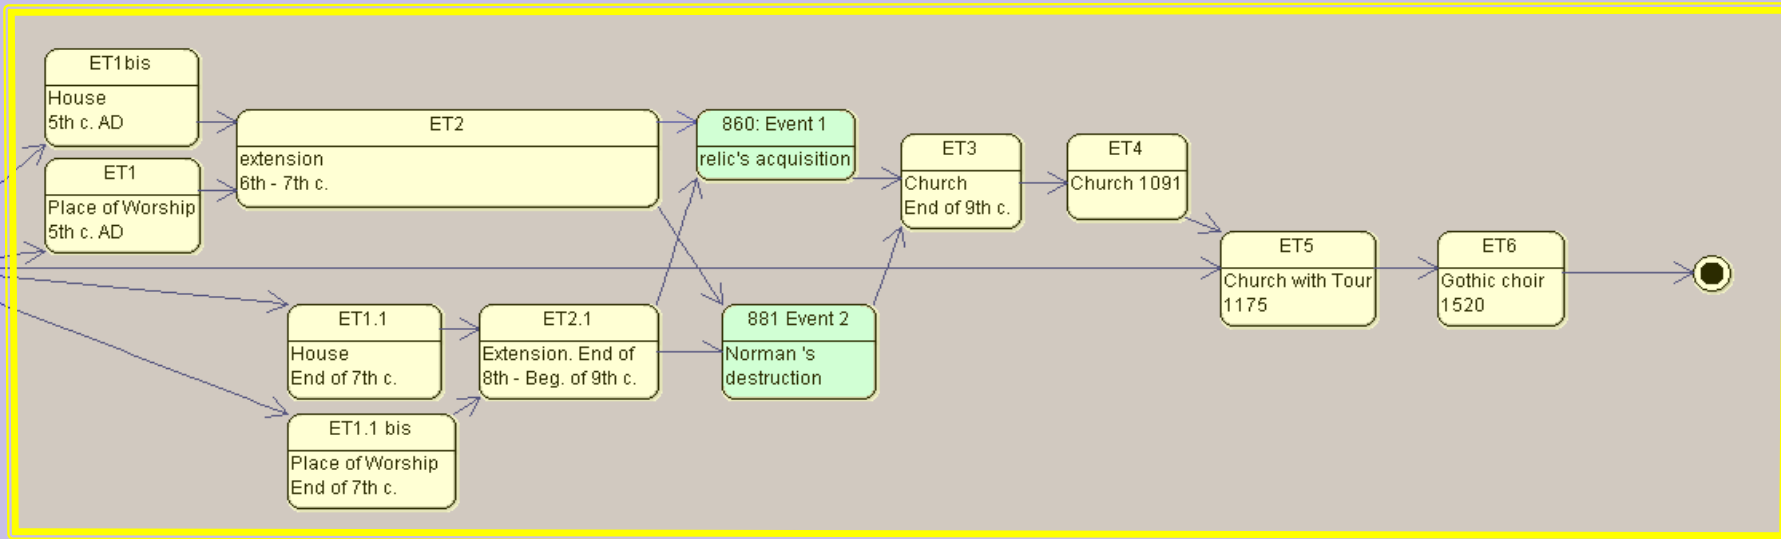 ET1bis
House
5th c. AD
ET1
Place of Worship
5th c. AD
ET2
extension
6th - 7th c.
860: Event 1
relic's acquisition
ET3
Church
End of 9th c.
ET4
Church 1091
ET5
Church with Tour
1175
ET6
Gothic choir
1520
ET1.1
House
End of 7th c.
ET2.1
Extension. End of
8th - Beg. of 9th c.
881 Event 2
Norman 's
destruction
ET1.1 bis
Place of Worship
End of 7th c.